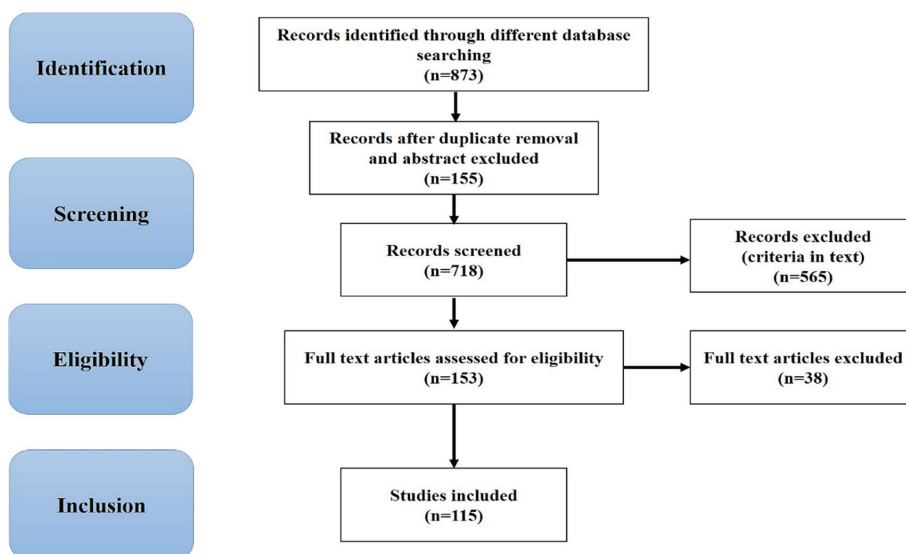 Identification
Records identified through different database
searching
(n=873)
Records after duplicate removal
and abstract excluded
(n=155)
Screening
Records screened
(n=718)
Records excluded
(criteria in text)
(n=565)
Eligibility
Full text articles assessed for eligibility
(n=153)
Full text articles excluded
(n=38)
Inclusion
Studies included
(n=115)